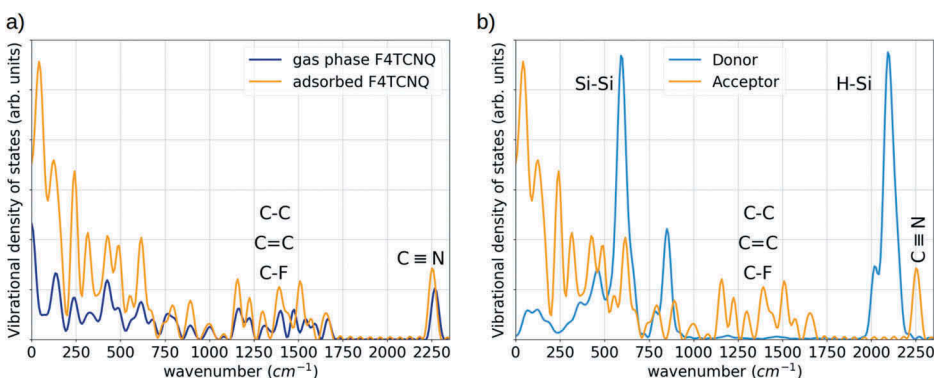 a)
Vibrational density of states (arb. units)
gas phase F4TCNQ
adsorbed F4TCNQ
C-C
C=C
C-F
C≡N
0 250 500 750 1000 1250 1500 1750 2000 2250
wavenumber (cm⁻¹)
b)
Vibrational density of states (arb. units)
Donor
Acceptor
Si-Si
H-Si
C-C
C=C
C-F
C≡N
0 250 500 750 1000 1250 1500 1750 2000 2250
wavenumber (cm⁻¹)